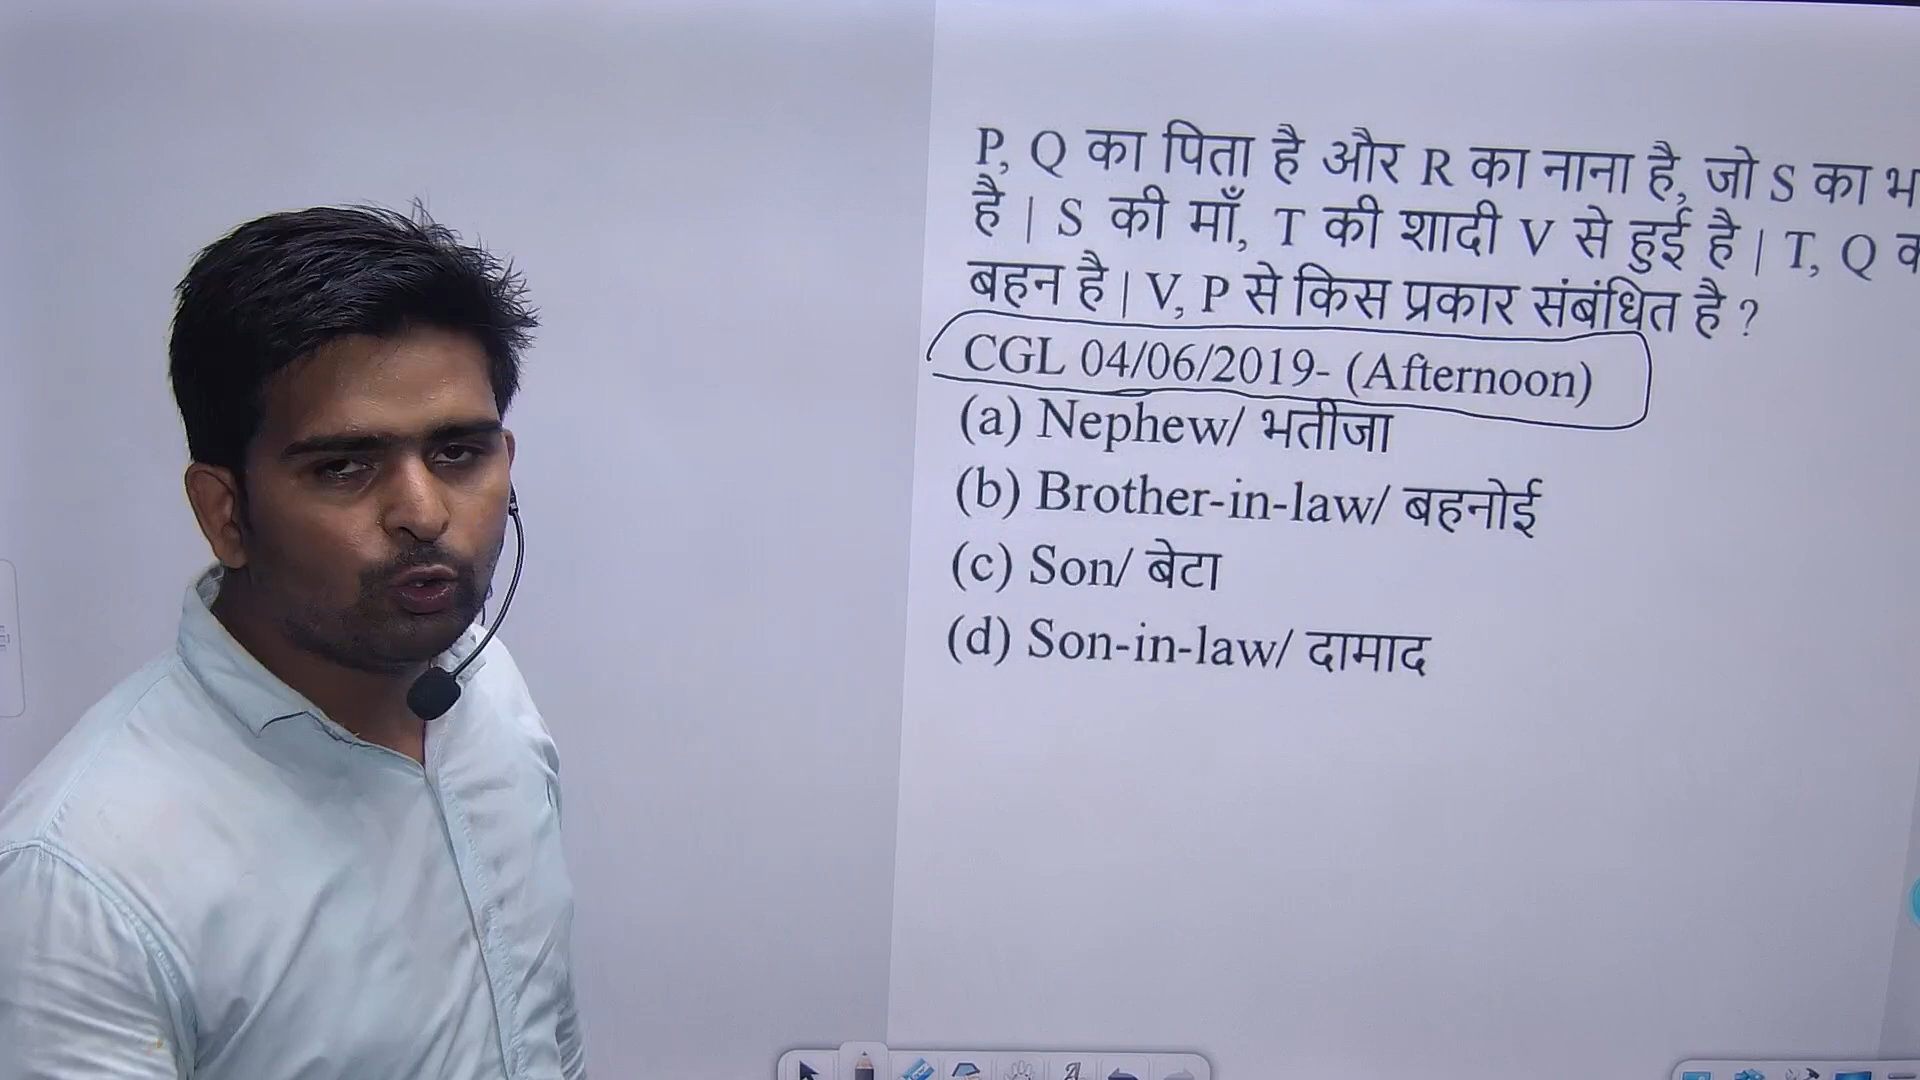 P, Q का पिता है और R का नाना है, जो S का
है | S की माँ, T की शादी V से हुई है | T, Q
बहन है | V, P से किस प्रकार संबंधित है ?
CGL 04/06/2019- (Afternoon)
(a) Nephew/ भतीजा
(b) Brother-in-law/ बहनोई
(c) Son/ बेटा
(d) Son-in-law/ दामाद